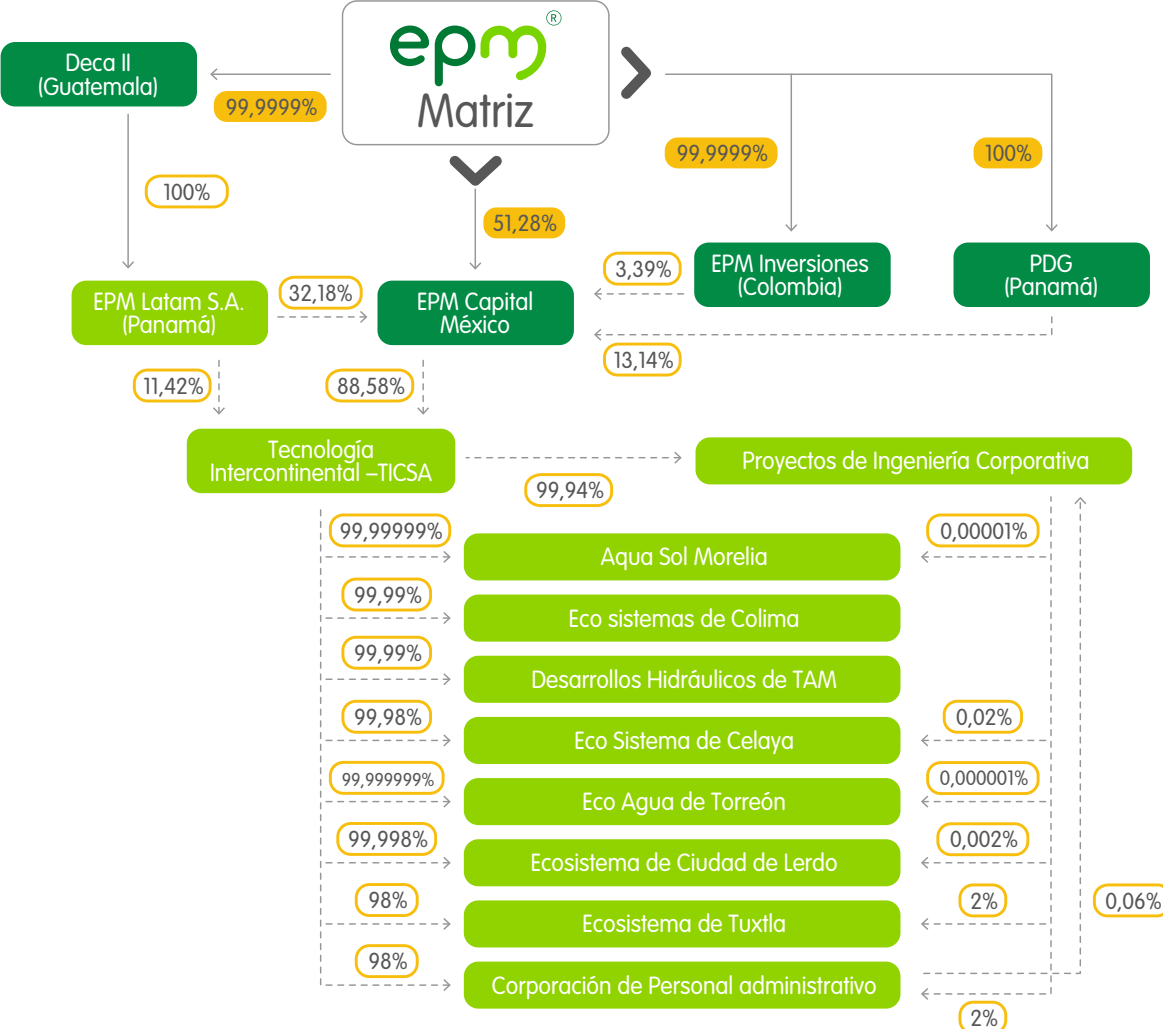 epm®
Matriz
Deca II
(Guatemala)
99,9999%
99,9999%
100%
100%
51,28%
EPM Latam S.A.
(Panamá)
32,18%
EPM Capital
México
3,39%
EPM Inversiones
(Colombia)
PDG
(Panamá)
13,14%
11,42%
88,58%
Tecnología
Intercontinental –TICSA
99,94%
Proyectos de Ingeniería Corporativa
99,99999%
Aqua Sol Morelia
0,00001%
99,99%
Eco sistemas de Colima
99,99%
Desarrollos Hidráulicos de TAM
99,98%
Eco Sistema de Celaya
0,02%
99,999999%
Eco Agua de Torreón
0,000001%
99,998%
Ecosistema de Ciudad de Lerdo
0,002%
98%
Ecosistema de Tuxtla
2%
0,06%
98%
Corporación de Personal administrativo
2%